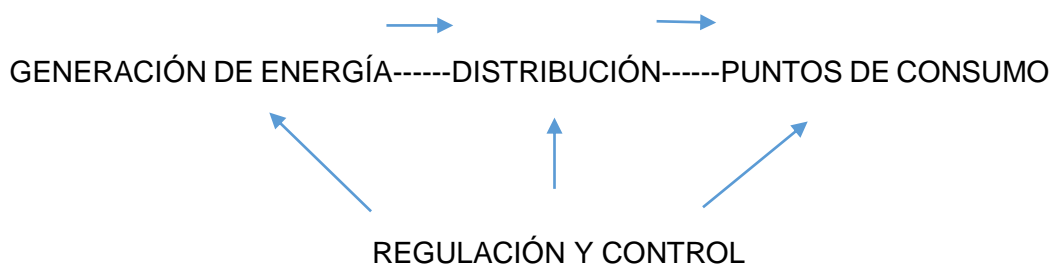 GENERACIÓN DE ENERGÍA------DISTRIBUCIÓN------PUNTOS DE CONSUMO
REGULACIÓN Y CONTROL